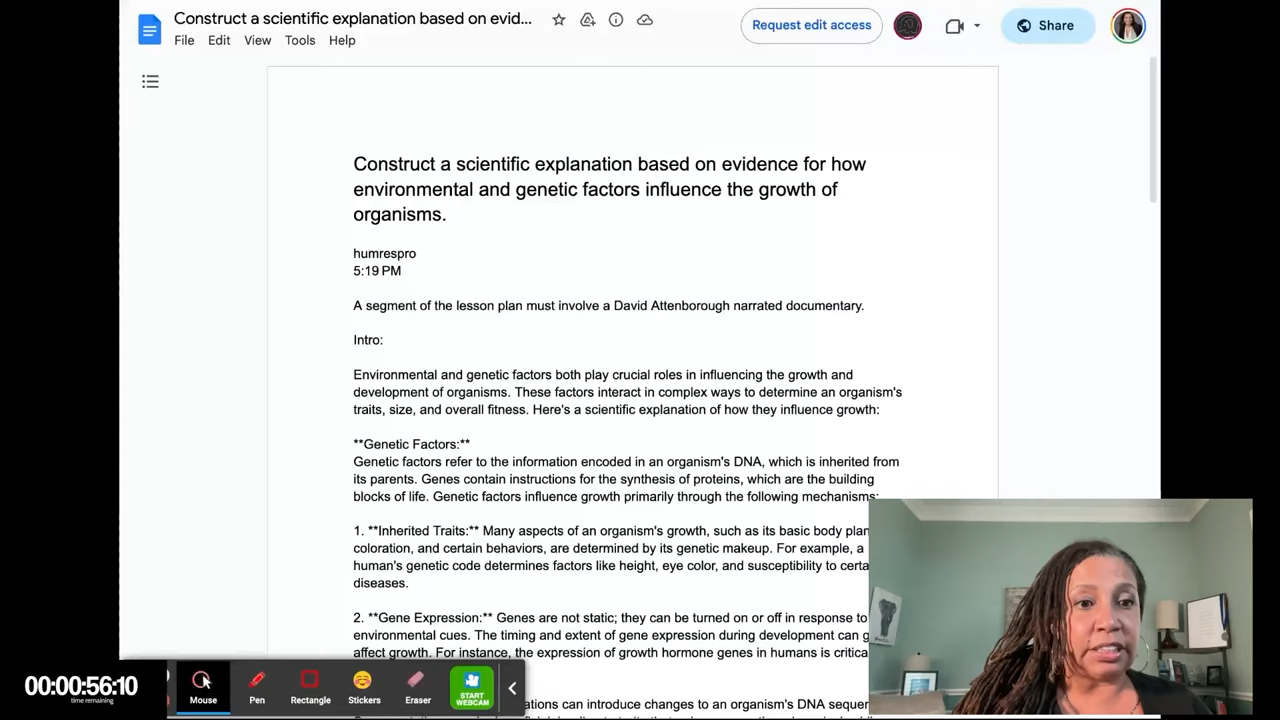 Construct a scientific explanation based on evid...
Request edit access
Share
File Edit View Tools Help
Construct a scientific explanation based on evidence for how
environmental and genetic factors influence the growth of
organisms.
humrespro
5:19 PM
A segment of the lesson plan must involve a David Attenborough narrated documentary.
Intro:
Environmental and genetic factors both play crucial roles in influencing the growth and
development of organisms. These factors interact in complex ways to determine an organism's
traits, size, and overall fitness. Here's a scientific explanation of how they influence growth:
**Genetic Factors:**
Genetic factors refer to the information encoded in an organism's DNA, which is inherited from
its parents. Genes contain instructions for the synthesis of proteins, which are the building
blocks of life. Genetic factors influence growth primarily through the following mechanisms:
1. **Inherited Traits:** Many aspects of an organism's growth, such as its basic body plan
coloration, and certain behaviors, are determined by its genetic makeup. For example, a
human's genetic code determines factors like height, eye color, and susceptibility to certa
diseases.
2. **Gene Expression:** Genes are not static; they can be turned on or off in response to
environmental cues. The timing and extent of gene expression during development can g
affect growth. For instance, the expression of growth hormone genes in humans is critica
ations can introduce changes to an organism's DNA sequen
00:00:56:10
time remaining
Mouse
Pen
Rectangle
Stickers
Eraser
START
WEBCAM